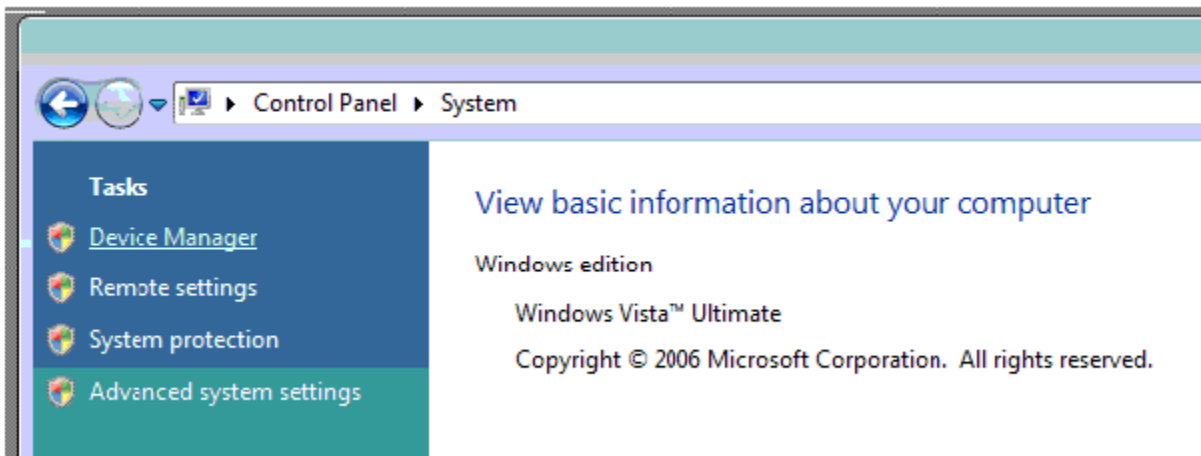 Control Panel System
Tasks
Device Manager
Remote settings
System protection
Advanced system settings
View basic information about your computer
Windows edition
Windows Vista™ Ultimate
Copyright © 2006 Microsoft Corporation. All rights reserved.